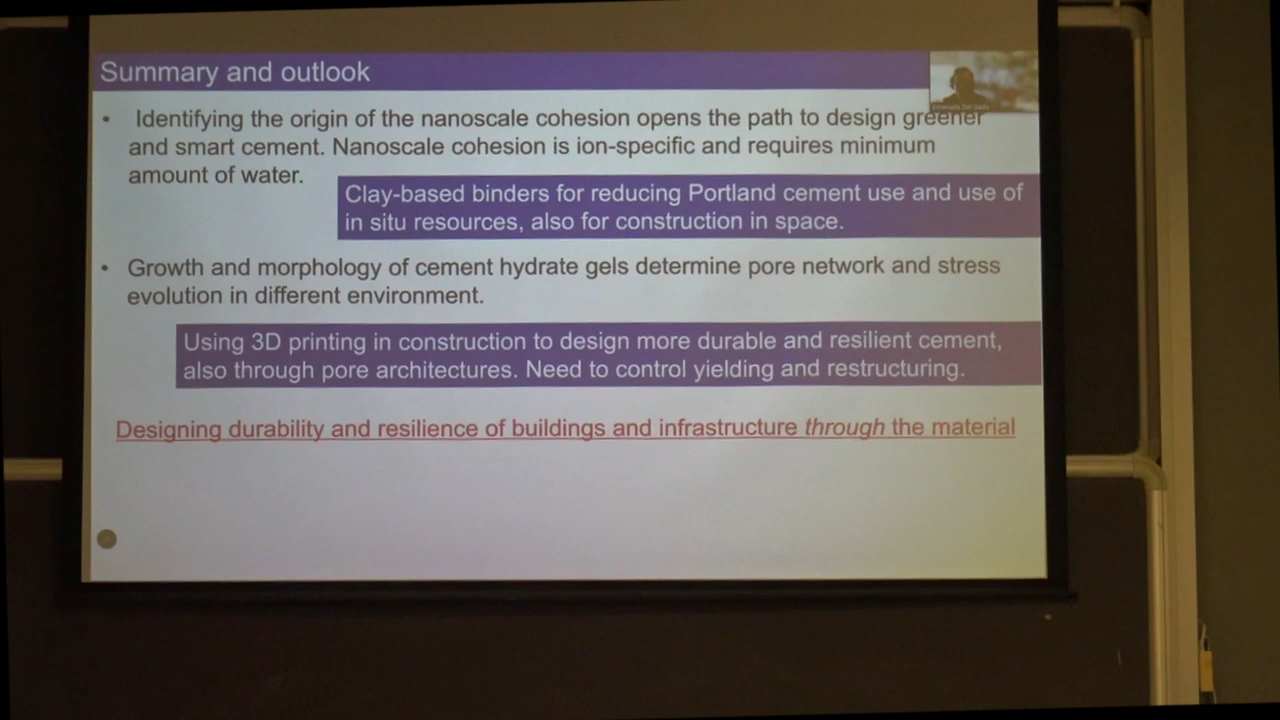 Summary and outlook
• Identifying the origin of the nanoscale cohesion opens the path to design greener
and smart cement. Nanoscale cohesion is ion-specific and requires minimum
amount of water.
Clay-based binders for reducing Portland cement use and use of
in situ resources, also for construction in space.
• Growth and morphology of cement hydrate gels determine pore network and stress
evolution in different environment.
Using 3D printing in construction to design more durable and resilient cement,
also through pore architectures. Need to control yielding and restructuring.
Designing durability and resilience of buildings and infrastructure through the material